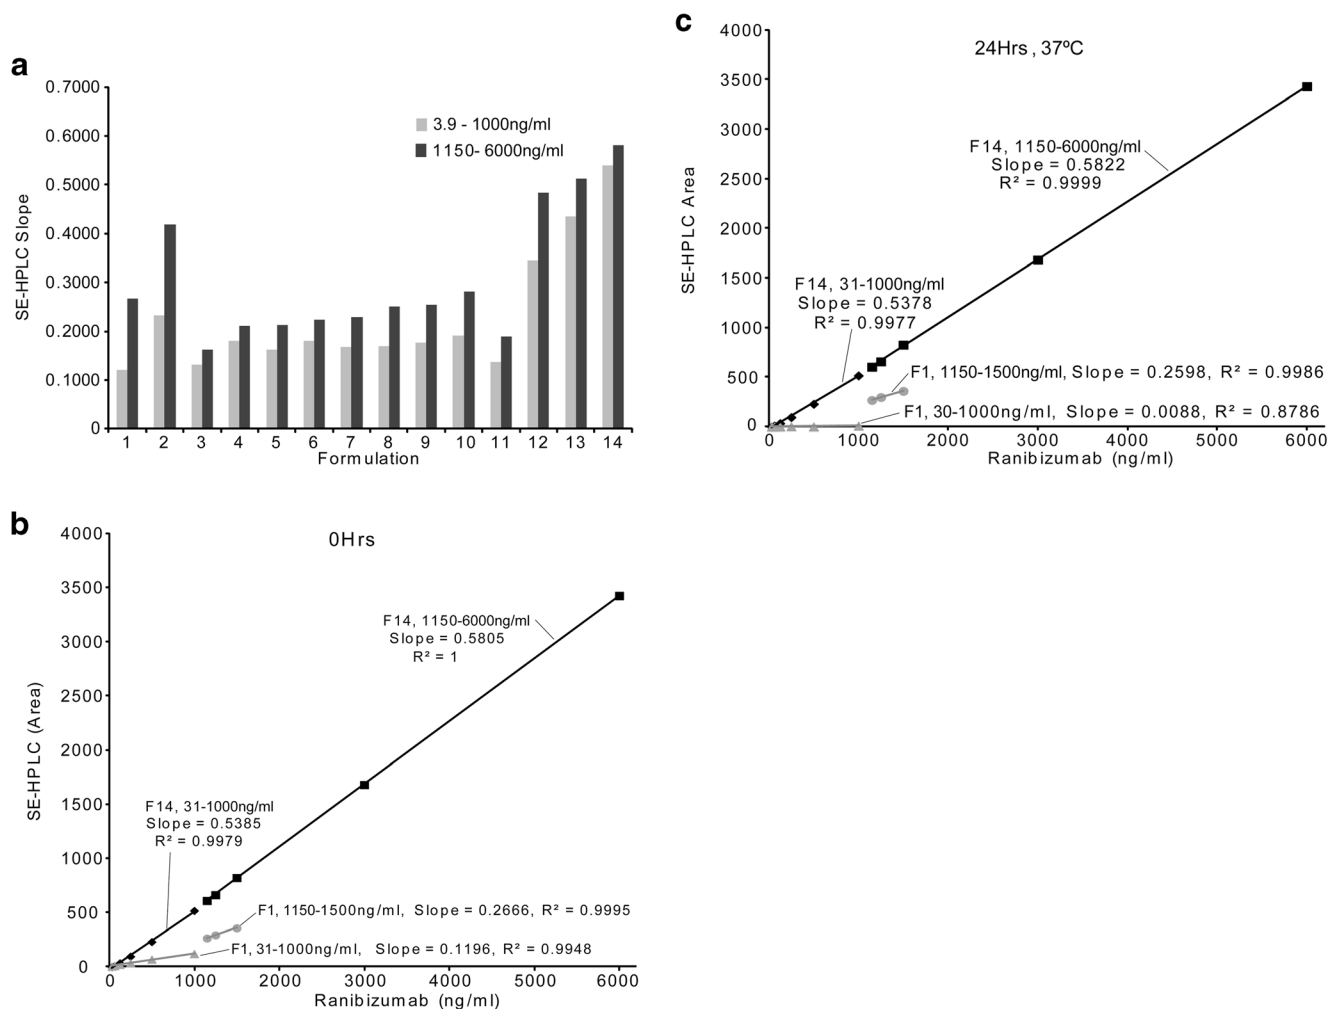 a
0.7000
0.6000
0.5000
0.4000
0.3000
0.2000
0.1000
0
SE-HPLC Slope
3.9 - 1000ng/ml
1150- 6000ng/ml
1 2 3 4 5 6 7 8 9 10 11 12 13 14
Formulation
b
0Hrs
4000
3500
3000
2500
2000
1500
1000
500
0
SE-HPLC (Area)
F14, 1150-6000ng/ml
Slope = 0.5805
R² = 1
F14, 31-1000ng/ml
Slope = 0.5385
R² = 0.9979
F1, 1150-1500ng/ml, Slope = 0.2666, R² = 0.9995
F1, 31-1000ng/ml, Slope = 0.1196, R² = 0.9948
0 1000 2000 3000 4000 5000 6000
Ranibizumab (ng/ml)
c
24Hrs, 37ºC
4000
3500
3000
2500
2000
1500
1000
500
0
SE-HPLC Area
F14, 1150-6000ng/ml
Slope = 0.5822
R² = 0.9999
F14, 31-1000ng/ml
Slope = 0.5378
R² = 0.9977
F1, 1150-1500ng/ml, Slope = 0.2598, R² = 0.9986
F1, 30-1000ng/ml, Slope = 0.0088, R² = 0.8786
0 1000 2000 3000 4000 5000 6000
Ranibizumab (ng/ml)